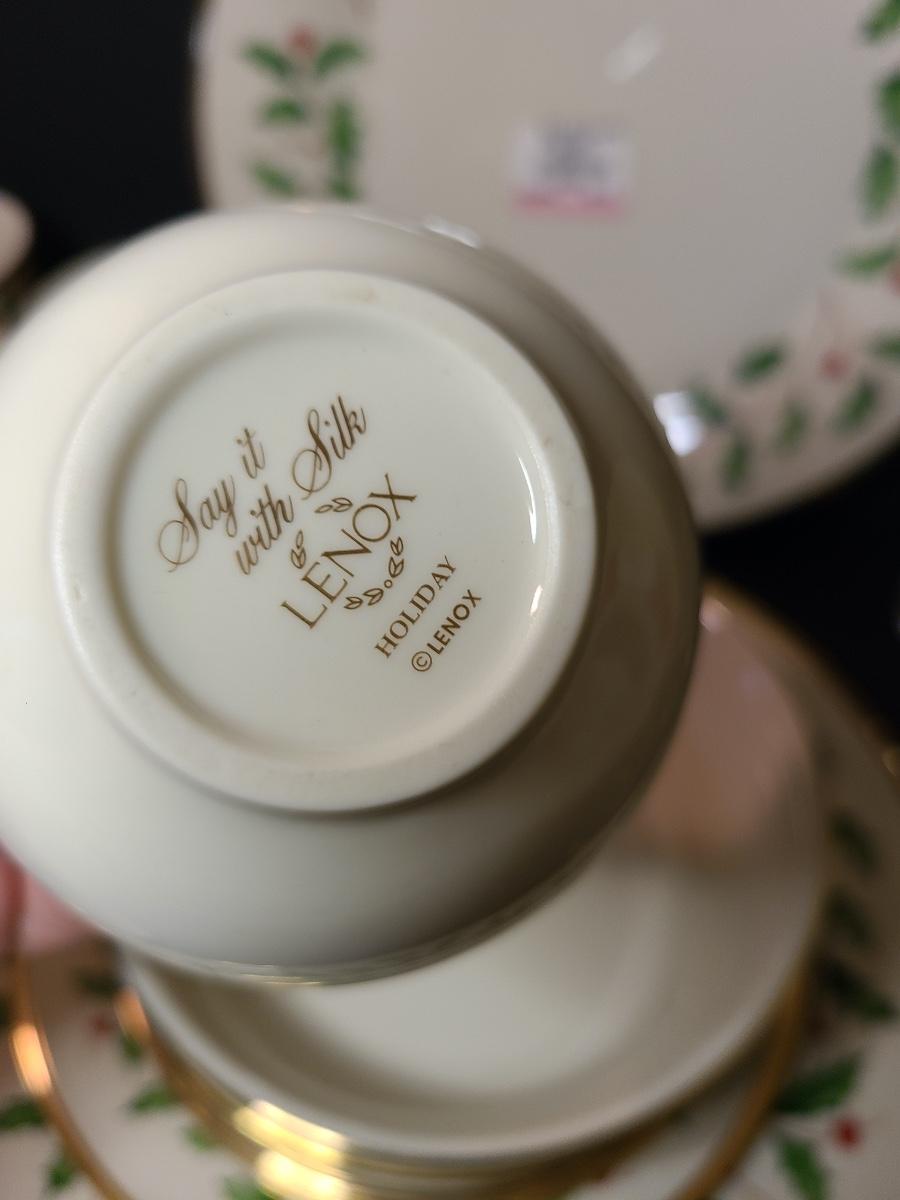 Say it
with Silk
LENOX
HOLIDAY
©LENOX